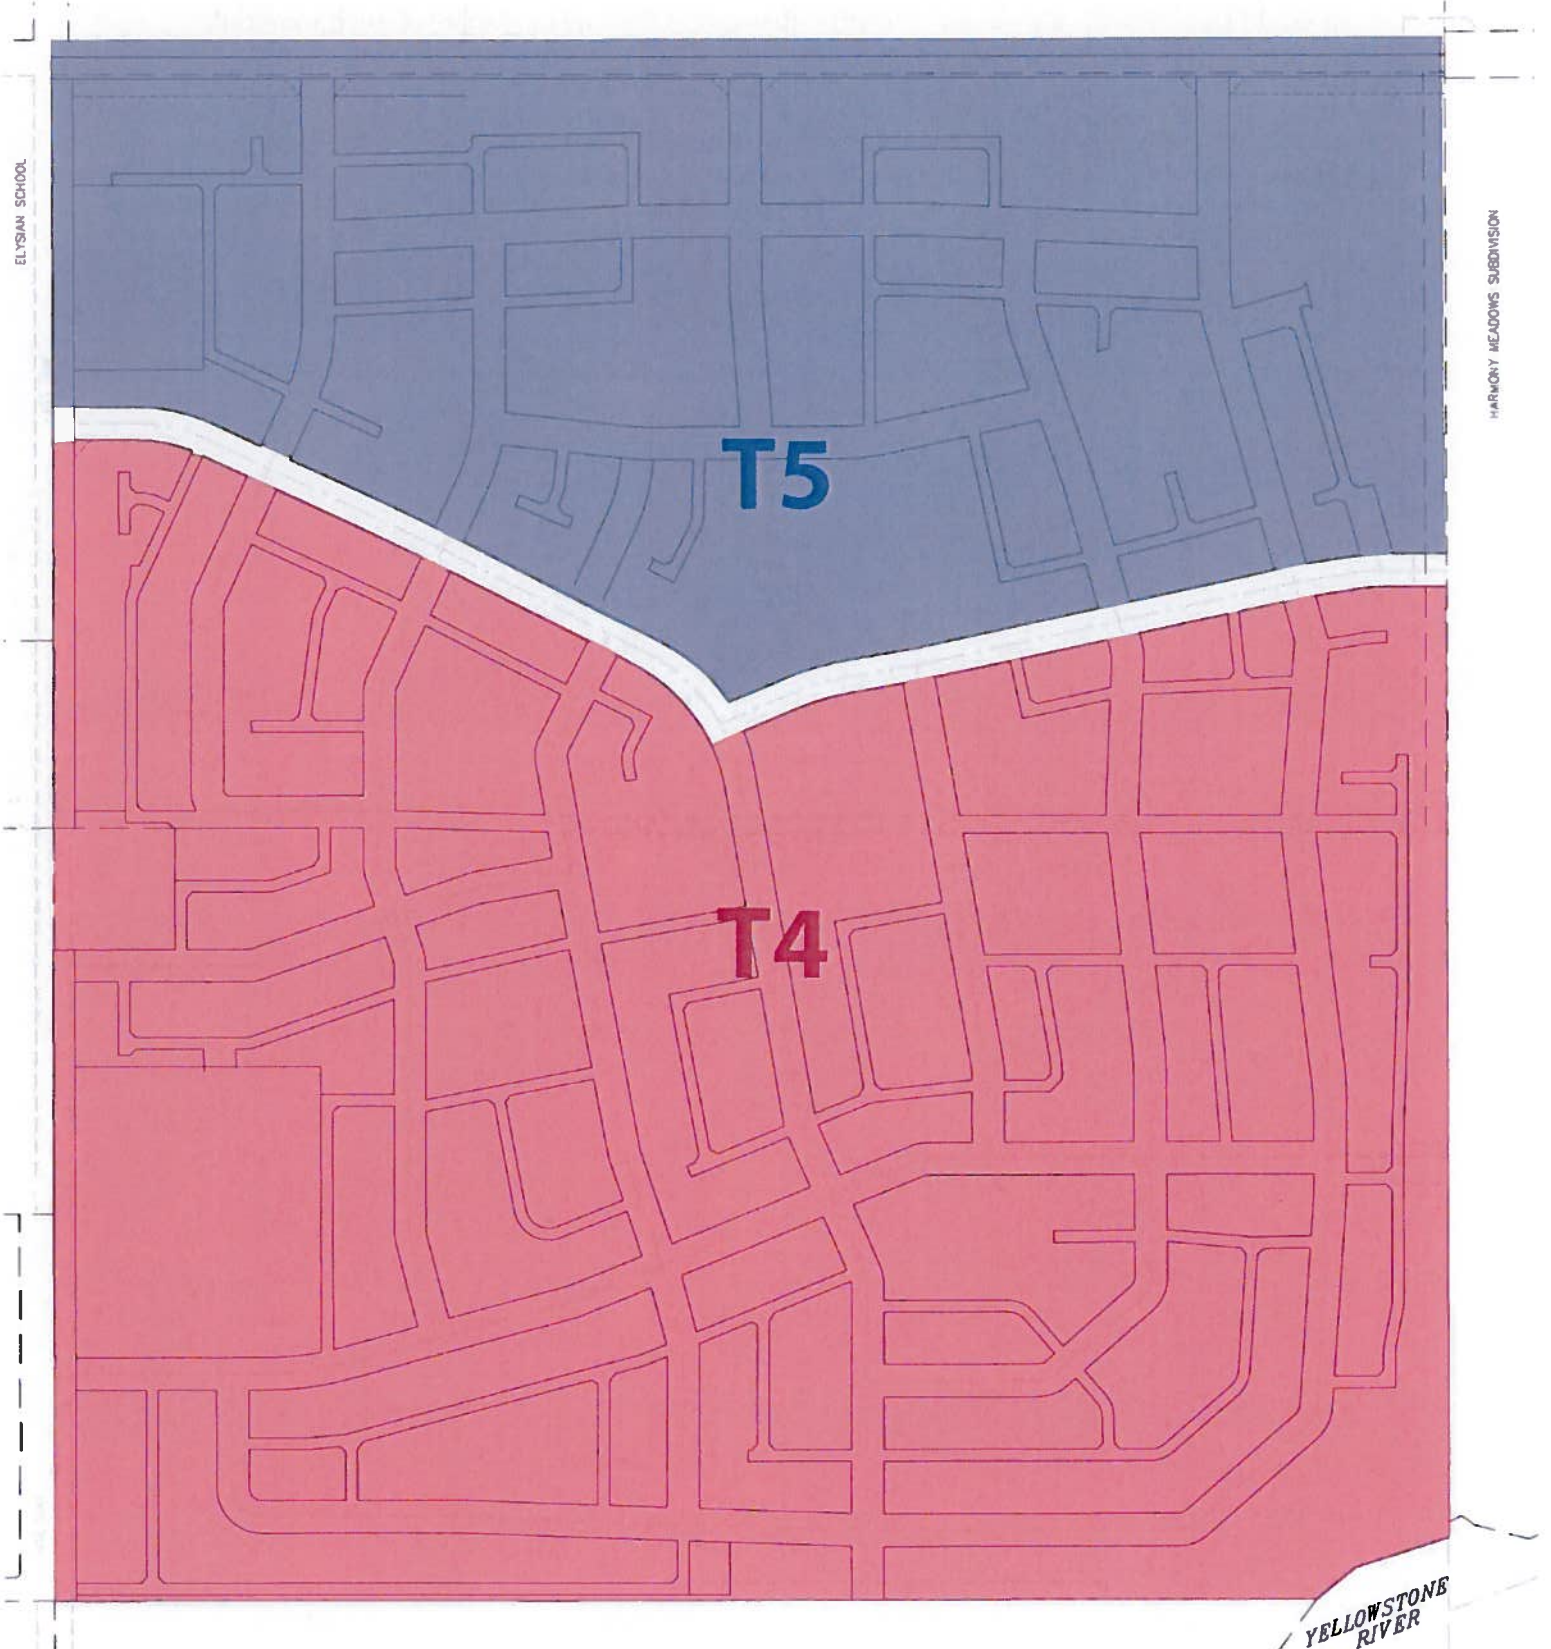 ELYSIAN SCHOOL
HARMONY MEADOWS SUBDIVISION
T5
T4
YELLOWSTONE
RIVER